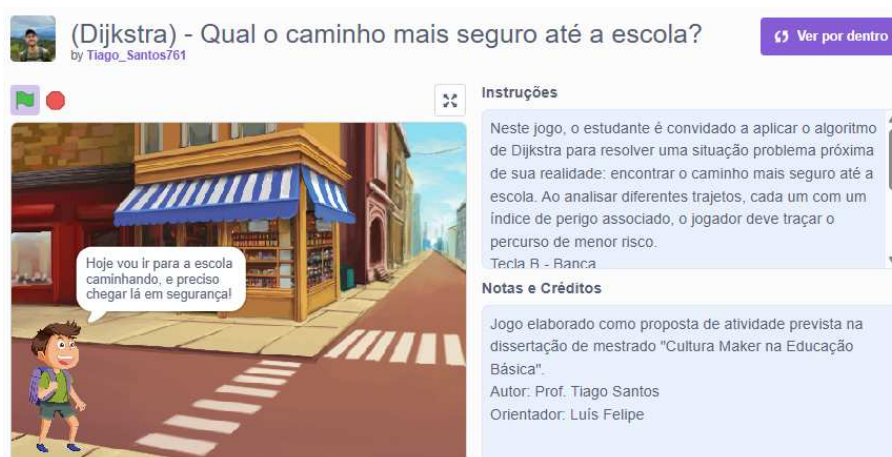 (Dijkstra) - Qual o caminho mais seguro até a escola?
by Tiago_Santos761
Ver por dentro
Instruções
Neste jogo, o estudante é convidado a aplicar o algoritmo
de Dijkstra para resolver uma situação problema próxima
de sua realidade: encontrar o caminho mais seguro até a
escola. Ao analisar diferentes trajetos, cada um com um
índice de perigo associado, o jogador deve traçar o
percurso de menor risco.
Tecla B - Banca
Hoje vou ir para a escola
caminhando, e preciso
chegar lá em segurança!
Notas e Créditos
Jogo elaborado como proposta de atividade prevista na
dissertação de mestrado "Cultura Maker na Educação
Básica".
Autor: Prof. Tiago Santos
Orientador: Luís Felipe